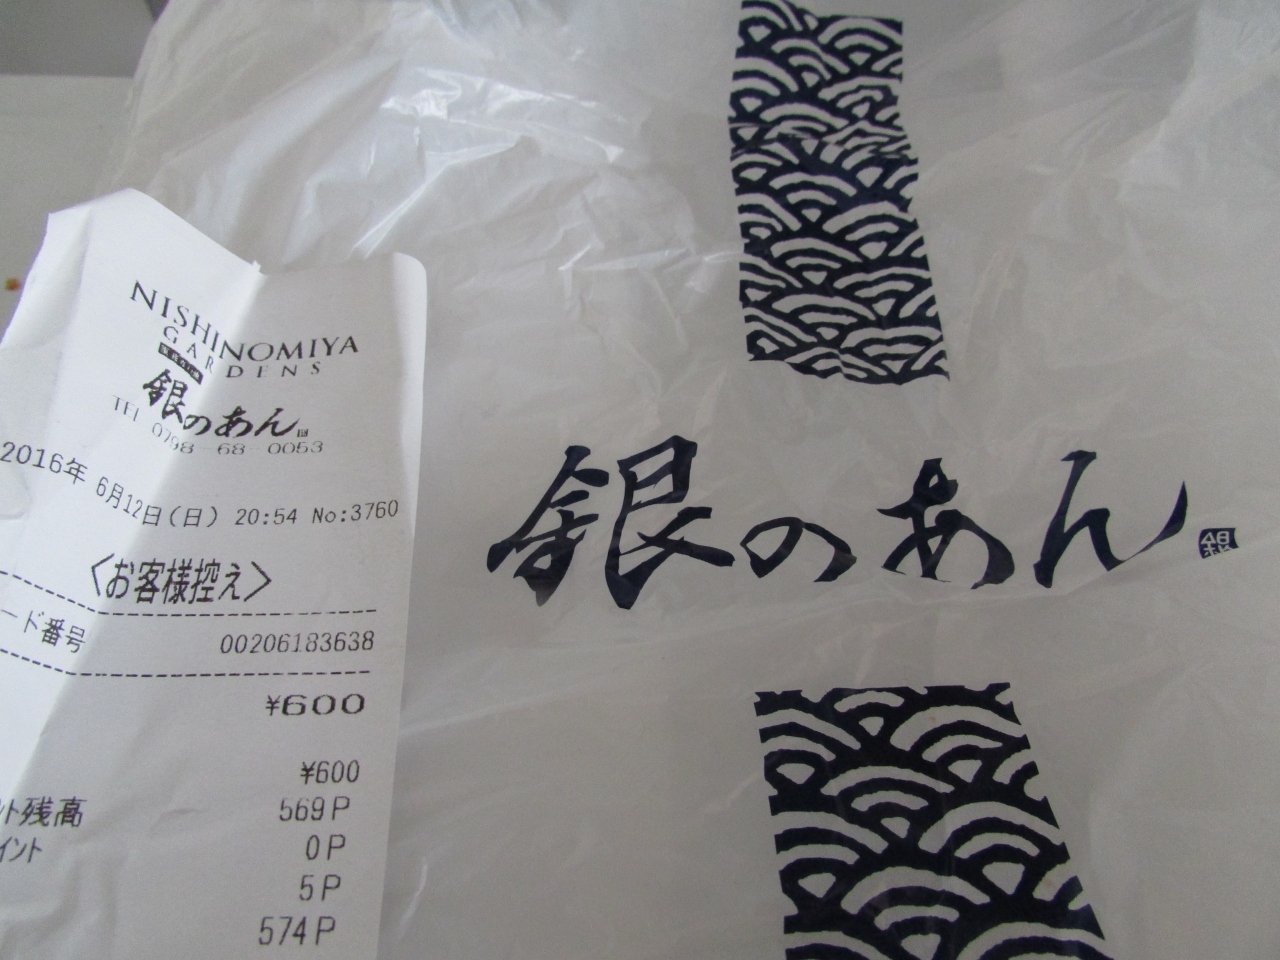 NISHINOMIYA
GARDENS
銀のあん
TEL 0798-68-0053
2016年 6月12日(日) 20:54 No:3760
<お客様控え>
ード番号 00206183638
¥600
¥600
ント残高 569P
イント 0P
5P
574P
銀のあん
銀